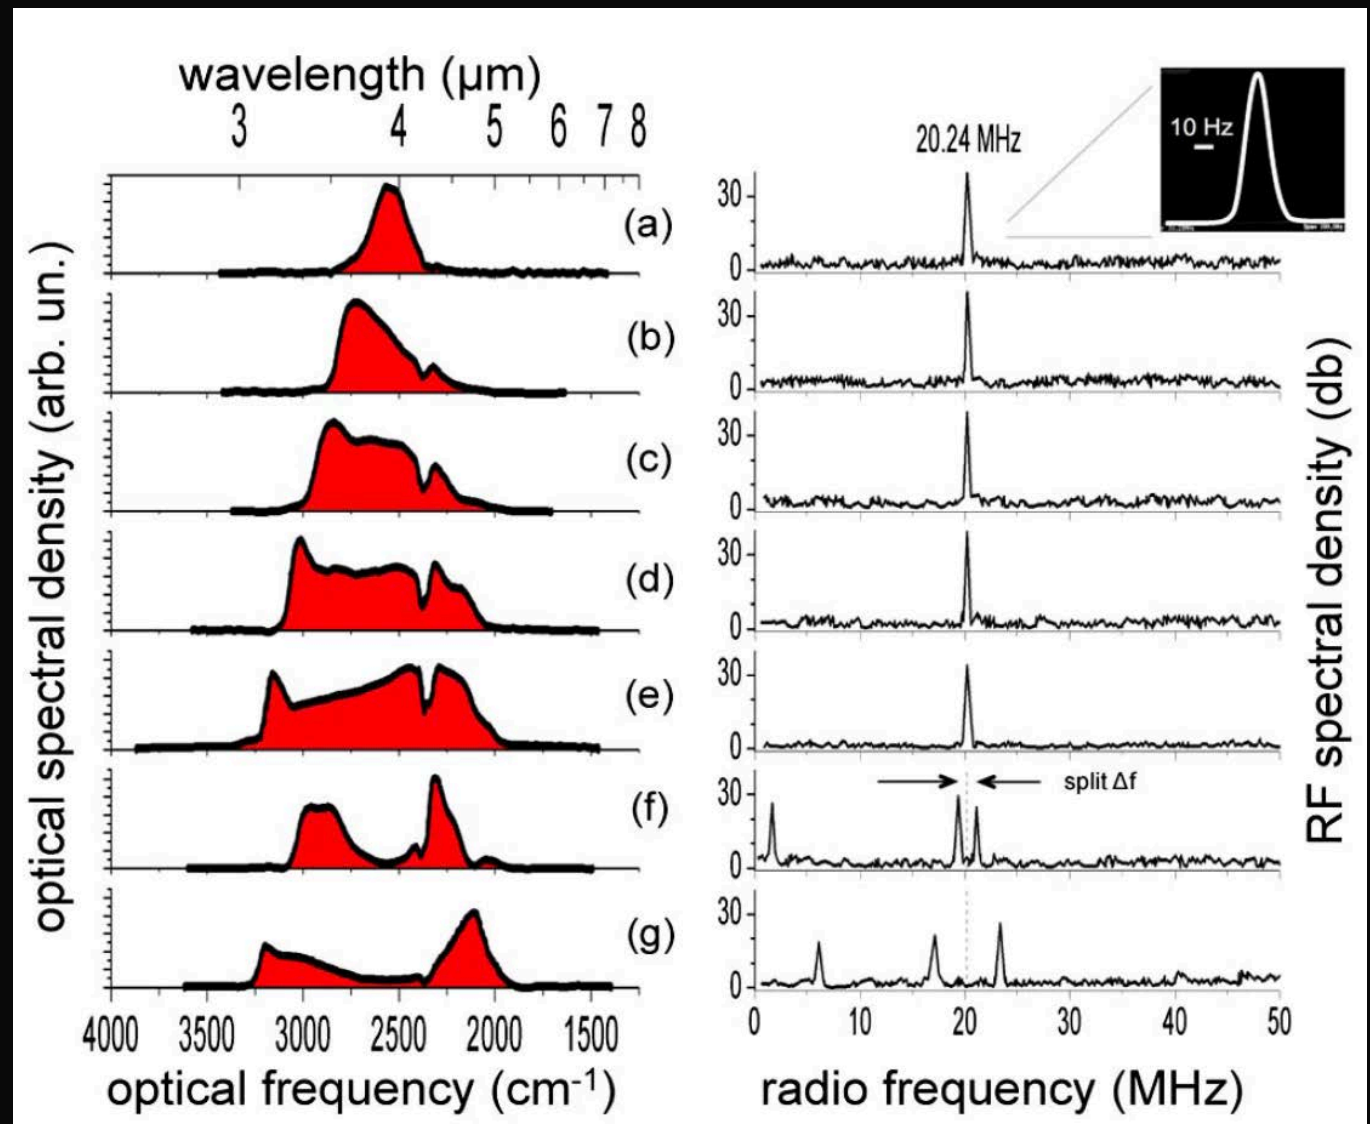 wavelength (µm)
3 4 5 6 7 8
20.24 MHz
10 Hz
optical spectral density (arb. un.)
RF spectral density (db)
(a)
30
0
(b)
30
0
(c)
30
0
(d)
30
0
(e)
30
0
split Δf
(f)
30
0
(g)
30
0
4000 3500 3000 2500 2000 1500
0 10 20 30 40 50
optical frequency (cm⁻¹)
radio frequency (MHz)